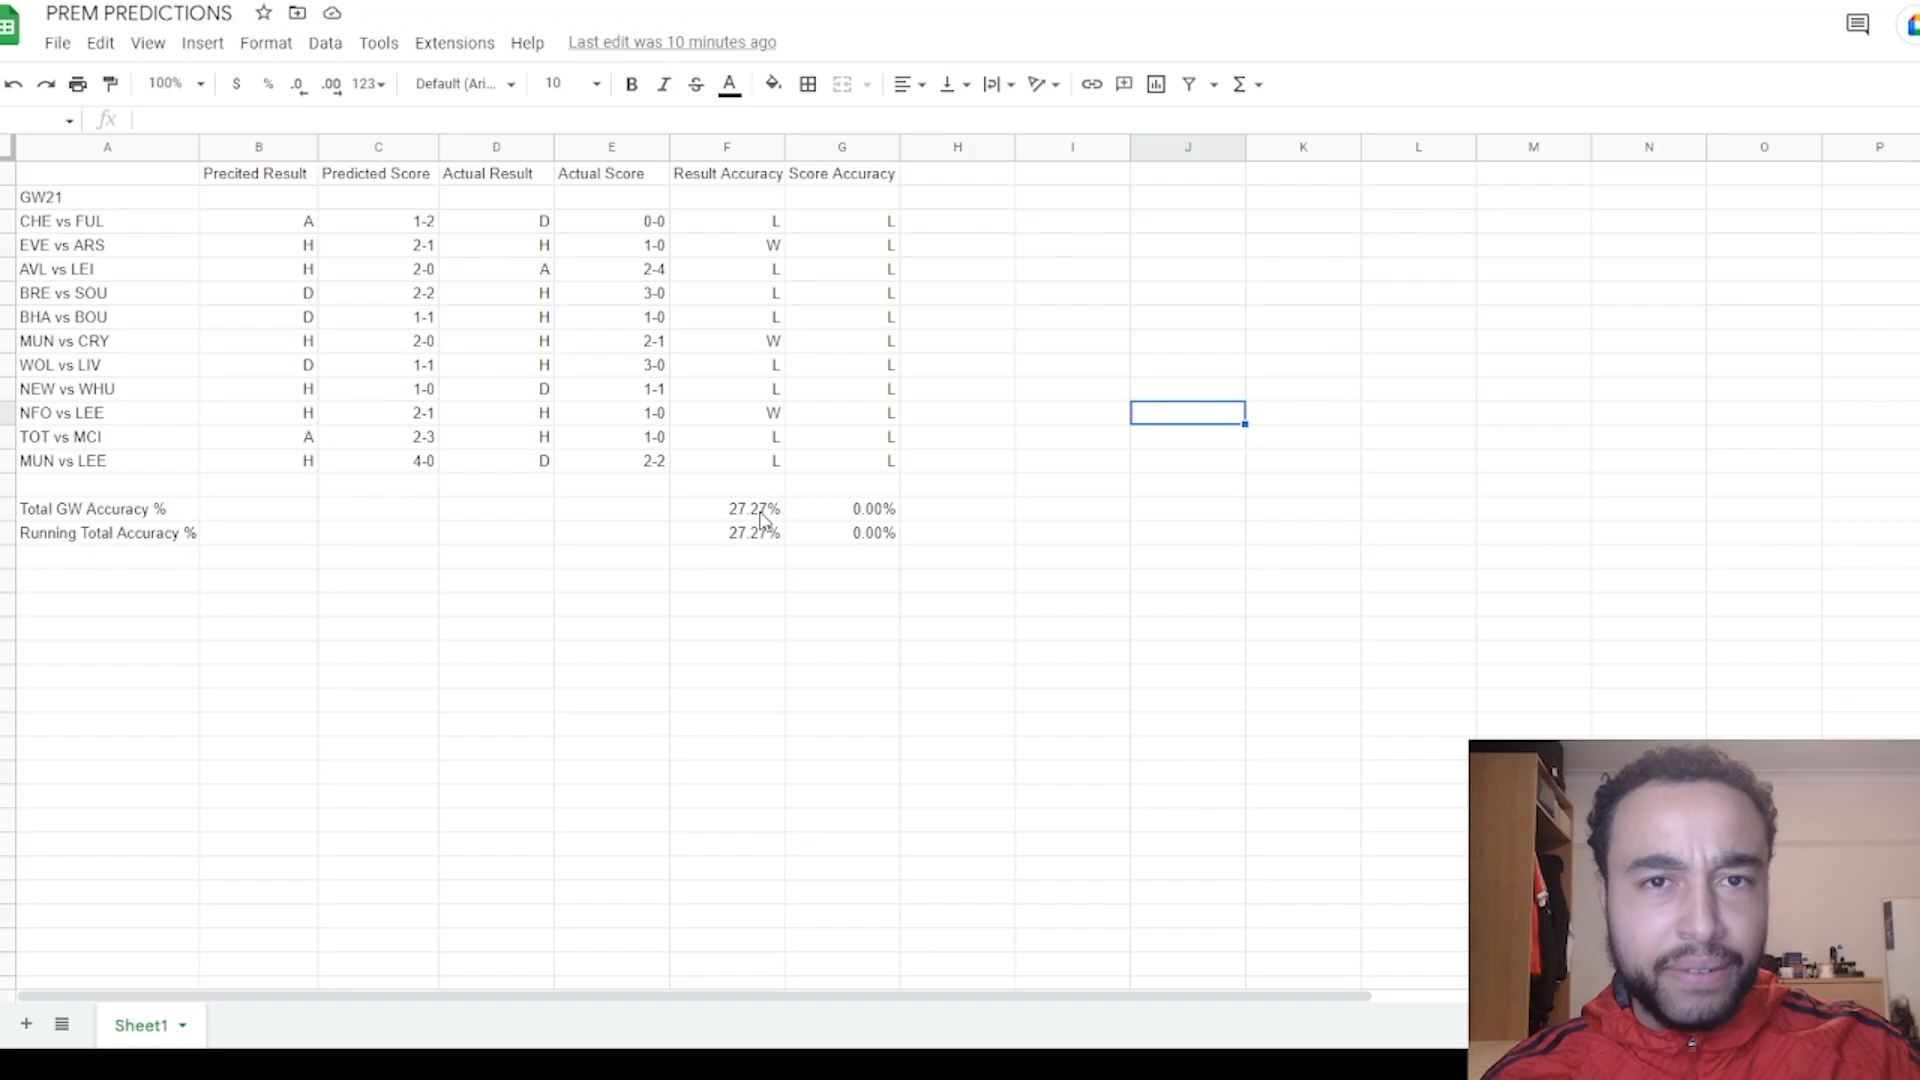 PREM PREDICTIONS
File Edit View Insert Format Data Tools Extensions Help Last edit was 10 minutes ago
100% $ % .0 .00 123 Default (Ari... 10 B I S A Σ
fx
A B C D E F G H I J K L M N O P
Precited Result Predicted Score Actual Result Actual Score Result Accuracy Score Accuracy
GW21
CHE vs FUL A 1-2 D 0-0 L L
EVE vs ARS H 2-1 H 1-0 W L
AVL vs LEI H 2-0 A 2-4 L L
BRE vs SOU D 2-2 H 3-0 L L
BHA vs BOU D 1-1 H 1-0 L L
MUN vs CRY H 2-0 H 2-1 W L
WOL vs LIV D 1-1 H 3-0 L L
NEW vs WHU H 1-0 D 1-1 L L
NFO vs LEE H 2-1 H 1-0 W L
TOT vs MCI A 2-3 H 1-0 L L
MUN vs LEE H 4-0 D 2-2 L L
Total GW Accuracy % 27.27% 0.00%
Running Total Accuracy % 27.27% 0.00%
Sheet1